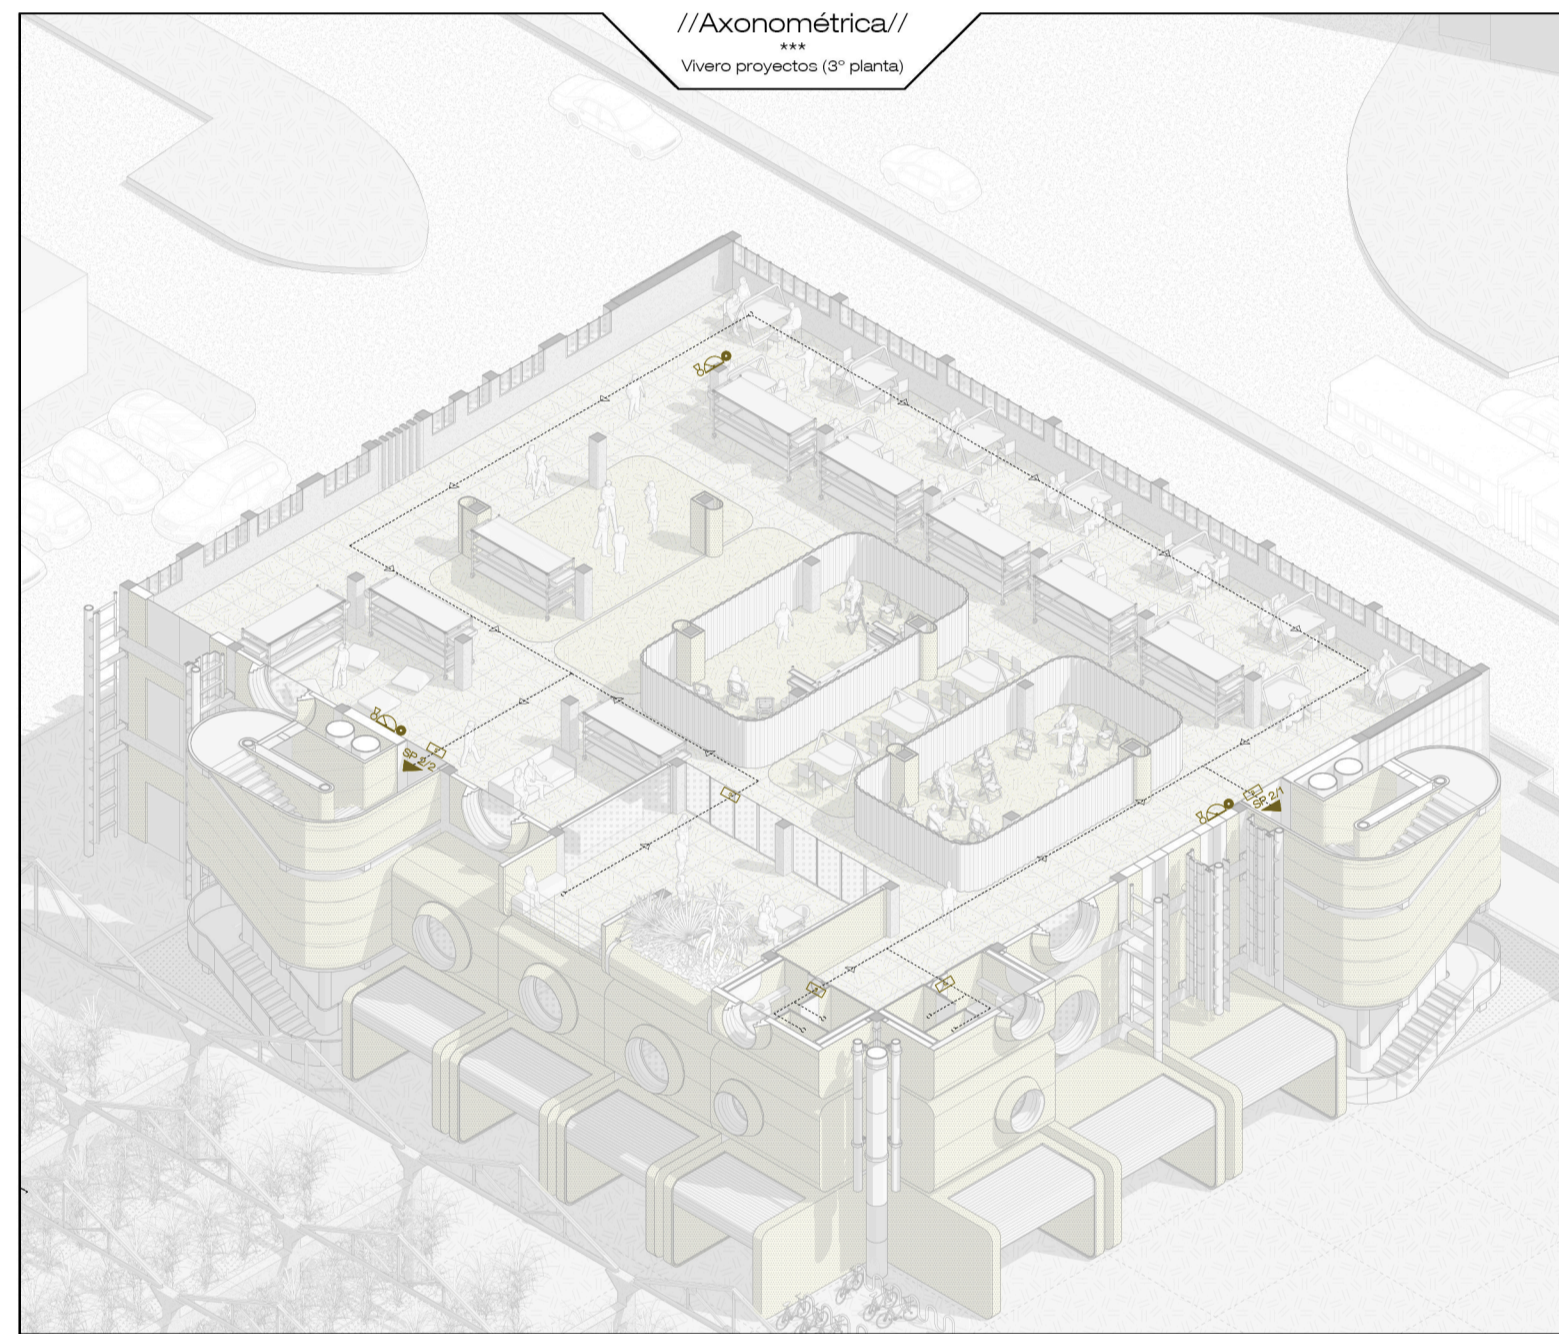 //Axonométrica//
***
Vivero proyectos (3º planta)
SP. 2/2
SP. 2/1